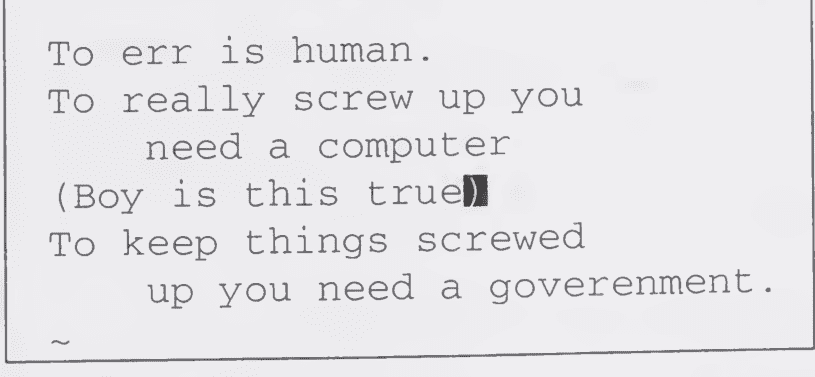 To err is human.
To really screw up you
need a computer
(Boy is this true)
To keep things screwed
up you need a goverenment.
~